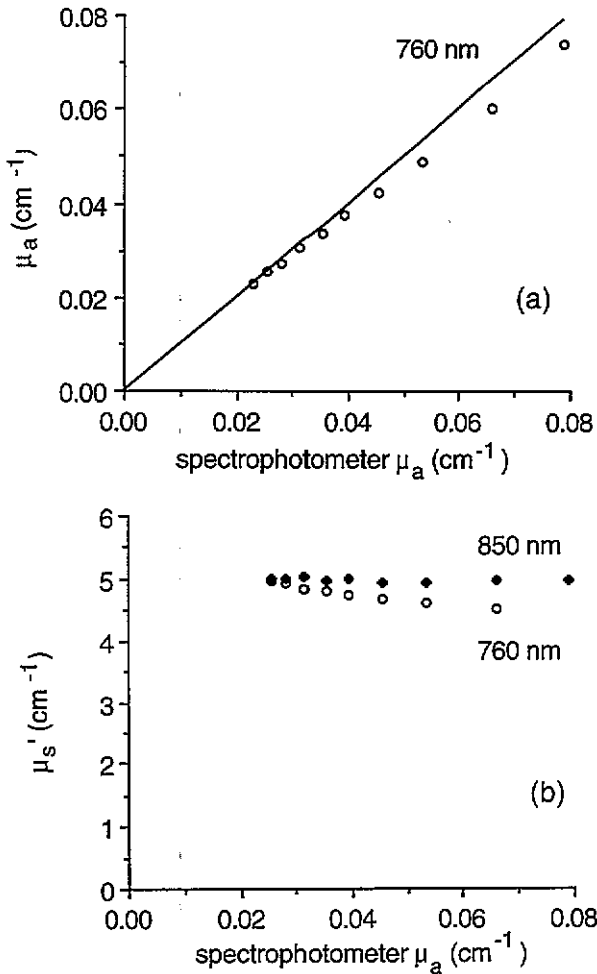 0.08
760 nm
0.06
0.04
μa (cm -1)
0.02
(a)
0.00
0.00 0.02 0.04 0.06 0.08
spectrophotometer μa (cm-1)
6
850 nm
5
760 nm
4
3
μs' (cm -1)
2
(b)
1
0
0.00 0.02 0.04 0.06 0.08
spectrophotometer μa (cm-1)